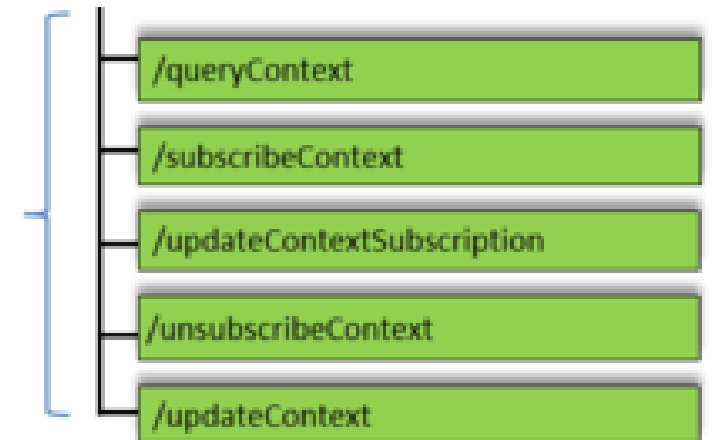 /queryContext
/subscribeContext
/updateContextSubscription
/unsubscribeContext
/updateContext